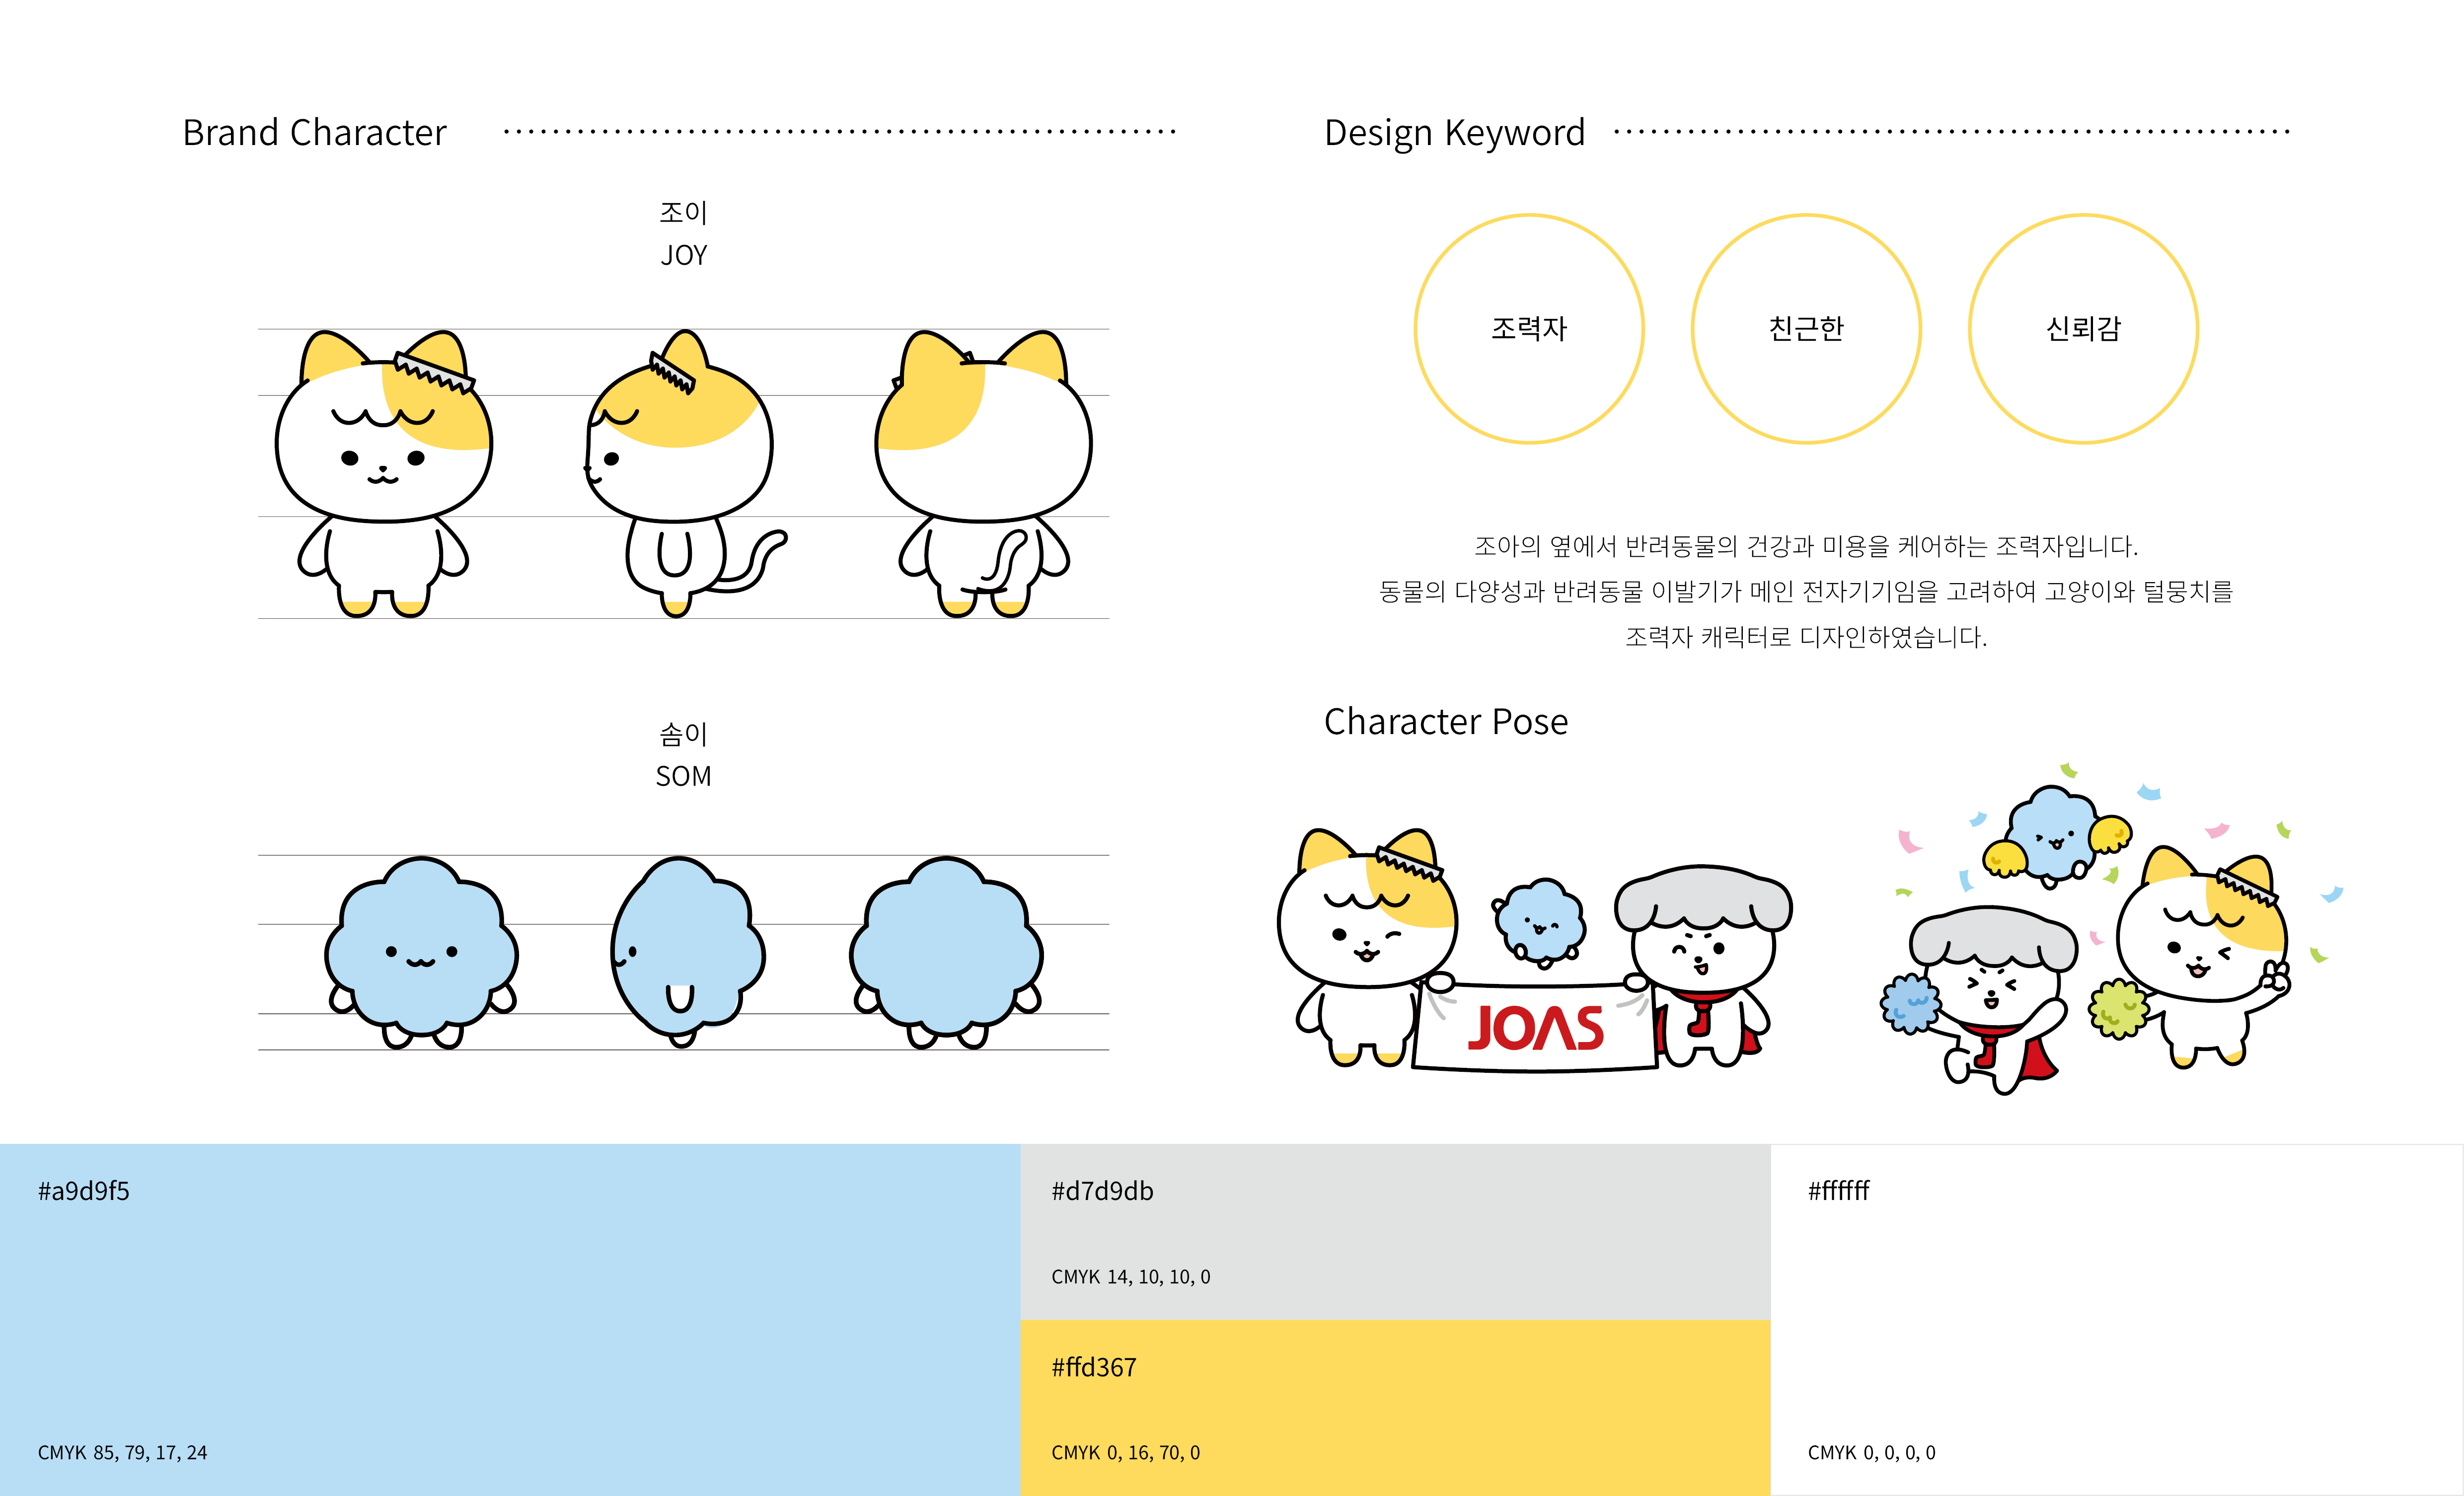 Brand Character
조이
JOY
솜이
SOM
Design Keyword
조력자
친근한
신뢰감
조아의 옆에서 반려동물의 건강과 미용을 케어하는 조력자입니다.
동물의 다양성과 반려동물 이발기가 메인 전자기기임을 고려하여 고양이와 털뭉치를
조력자 캐릭터로 디자인하였습니다.
Character Pose
JOAS
#a9d9f5
CMYK 85, 79, 17, 24
#d7d9db
CMYK 14, 10, 10, 0
#ffd367
CMYK 0, 16, 70, 0
#ffffff
CMYK 0, 0, 0, 0